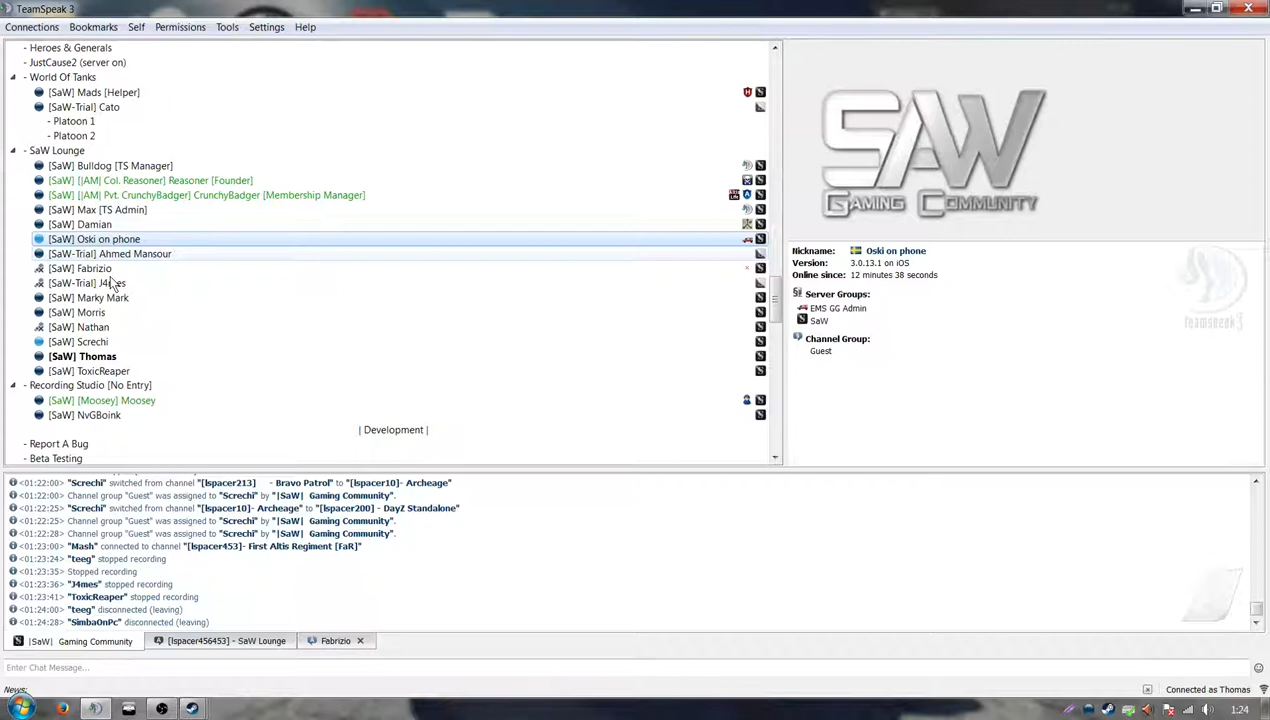 TeamSpeak 3
Connections Bookmarks Self Permissions Tools Settings Help
- Heroes & Generals
- JustCause2 (server on)
- World Of Tanks
[SaW] Mads [Helper]
[SaW-Trial] Cato
- Platoon 1
- Platoon 2
- SaW Lounge
[SaW] Bulldog [TS Manager]
[SaW] [|AM| Col. Reasoner] Reasoner [Founder]
[SaW] [|AM| Pvt. CrunchyBadger] CrunchyBadger [Membership Manager]
[SaW] Max [TS Admin]
[SaW] Damian
[SaW] Oski on phone
[SaW-Trial] Ahmed Mansour
[SaW] Fabrizio
[SaW-Trial] J4mes
[SaW] Marky Mark
[SaW] Morris
[SaW] Nathan
[SaW] Screchi
[SaW] Thomas
[SaW] ToxicReaper
- Recording Studio [No Entry]
[SaW] [Moosey] Moosey
[SaW] NvGBoink
| Development |
- Report A Bug
- Beta Testing
SAW
GAMING COMMUNITY
Nickname: Oski on phone
Version: 3.0.13.1 on iOS
Online since: 12 minutes 38 seconds
Server Groups:
EMS GG Admin
SaW
Channel Group:
Guest
teamspeak3
<01:22:00> "Screchi" switched from channel "[lspacer213] - Bravo Patrol" to "[lspacer10]- Archeage"
<01:22:00> Channel group "Guest" was assigned to "Screchi" by "|SaW| Gaming Community".
<01:22:25> "Screchi" switched from channel "[lspacer10]- Archeage" to "[lspacer200] - DayZ Standalone"
<01:22:25> Channel group "Guest" was assigned to "Screchi" by "|SaW| Gaming Community".
<01:22:28> Channel group "Guest" was assigned to "Screchi" by "|SaW| Gaming Community".
<01:23:00> "Mash" connected to channel "[lspacer453]- First Altis Regiment [FaR]"
<01:23:24> "teeg" stopped recording
<01:23:35> Stopped recording
<01:23:36> "J4mes" stopped recording
<01:23:41> "ToxicReaper" stopped recording
<01:24:00> "teeg" disconnected (leaving)
<01:24:28> "SimbaOnPc" disconnected (leaving)
|SaW| Gaming Community [lspacer456453] - SaW Lounge Fabrizio
Enter Chat Message...
News: Connected as Thomas
1:24